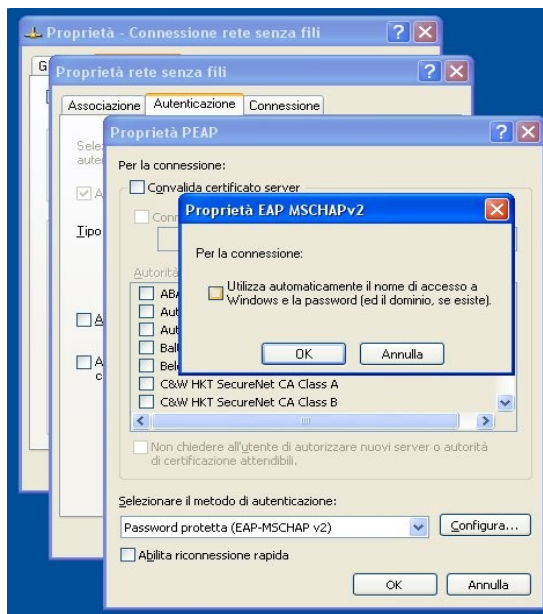 Proprietà - Connessione rete senza fili
G
Proprietà rete senza fili
Associazione Autenticazione Connessione
Proprietà PEAP
Per la connessione:
Convalida certificato server
Proprietà EAP MSCHAPv2
Per la connessione:
Utilizza automaticamente il nome di accesso a
Windows e la password (ed il dominio, se esiste).
OK Annulla
Tipo
Autorità
C&W HKT SecureNet CA Class A
C&W HKT SecureNet CA Class B
Non chiedere all'utente di autorizzare nuovi server o autorità
di certificazione attendibili.
Selezionare il metodo di autenticazione:
Password protetta (EAP-MSCHAP v2) Configura...
Abilita riconnessione rapida
OK Annulla